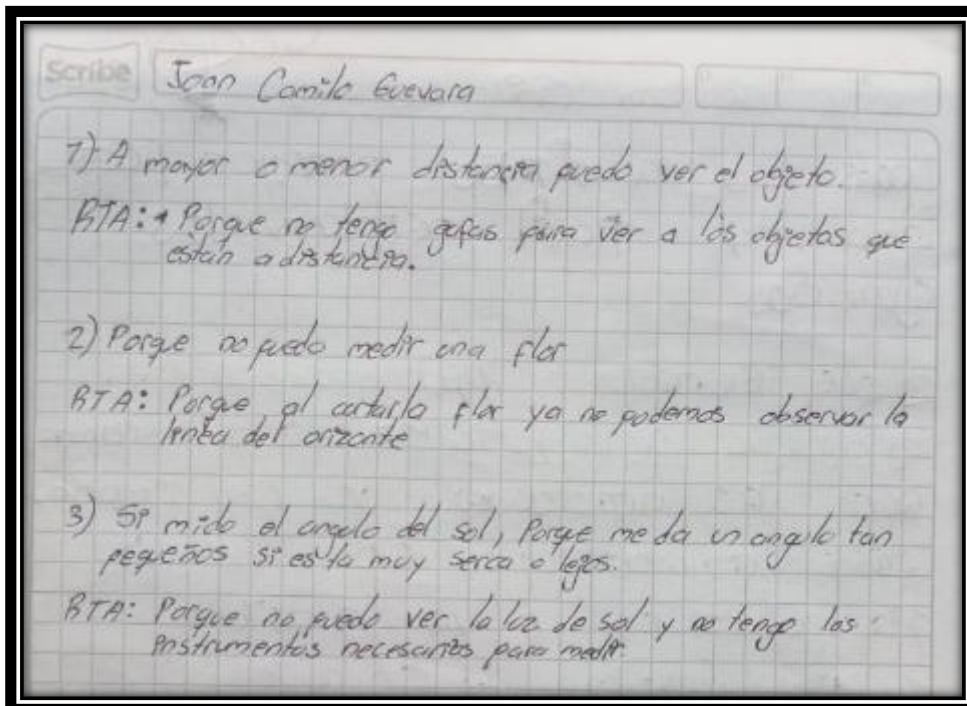 Scribe
Joan Camilo Guevara
1) A mayor o menor distancia puedo ver el objeto.
RTA: Porque no tengo gafas para ver a los objetos que
están a distancia.
2) Porque no puedo medir una flor
RTA: Porque al cortar la flor ya no podemos observar la
linea del orizonte
3) Si mido el angulo del sol, Porque me da un angulo tan
pequeños si esta muy serca o lejos.
RTA: Porque no puedo ver la luz de sol y no tengo los
instrumentos necesarios para medir.